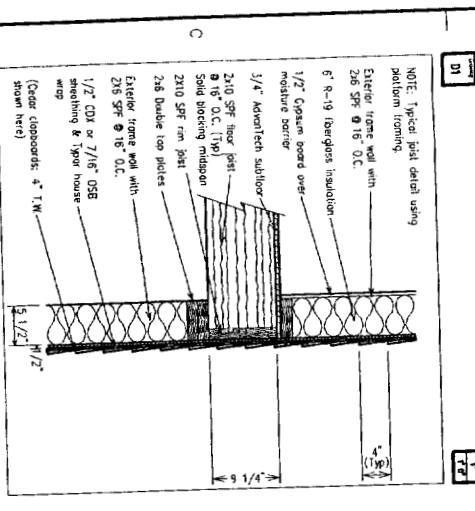 D1
C
NOTE: Typical joist detail using
platform framing.
Exterior frame wall with
2x6 SPF @ 16" O.C.
6" R-19 fiberglass insulation
1/2" Gypsum board over
moisture barrier
3/4" AdvanTech subfloor
2x10 SPF floor joist
@ 16" O.C. (Typ)
Solid blocking midspan
2X10 SPF rim joist
2x6 Double top plates
Exterior frame wall with
2X6 SPF @ 16" O.C.
1/2" CDX or 7/16" OSB
sheathing & Typar house
wrap
(Cedar clapboards: 4" T.W.
shown here)
4"
(Typ)
9 1/4"
5 1/2"
1/2"